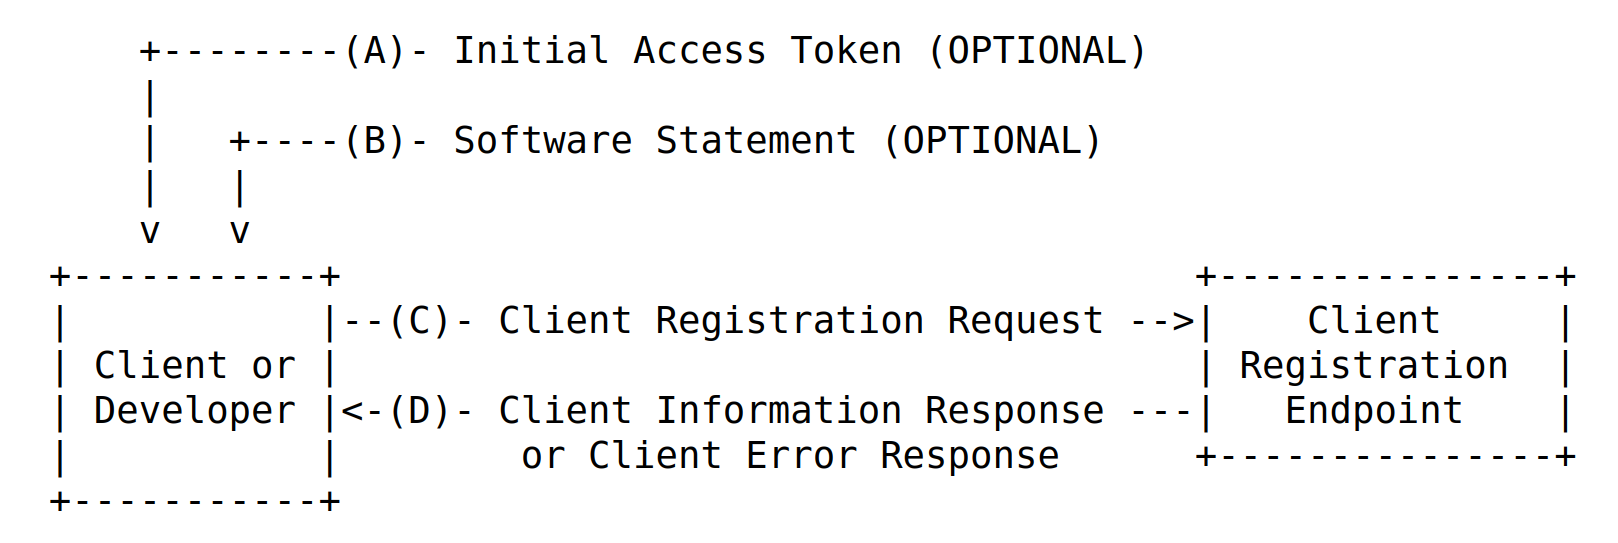 +--------(A)- Initial Access Token (OPTIONAL)
     |
     |   +----(B)- Software Statement (OPTIONAL)
     |   |
     v   v
 +-----------+                                      +---------------+
 |           |--(C)- Client Registration Request -->|    Client     |
 | Client or |                                      | Registration  |
 | Developer |<-(D)- Client Information Response ---|   Endpoint    |
 |           |        or Client Error Response      +---------------+
 +-----------+